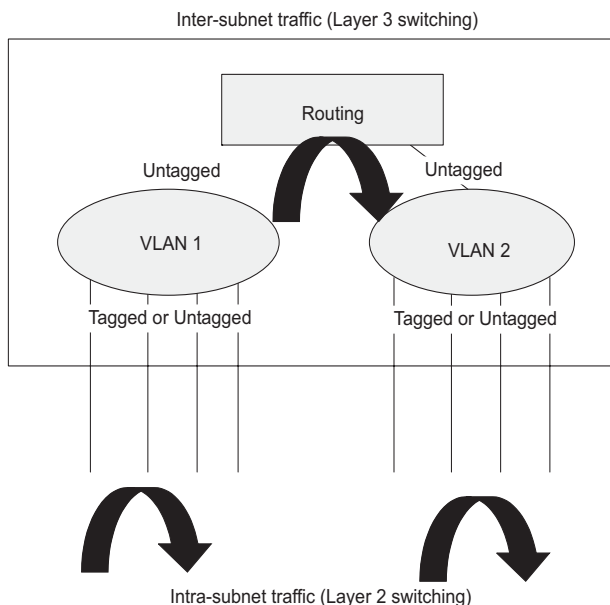 Inter-subnet traffic (Layer 3 switching)
Routing
Untagged
Untagged
VLAN 1
VLAN 2
Tagged or Untagged
Tagged or Untagged
Intra-subnet traffic (Layer 2 switching)